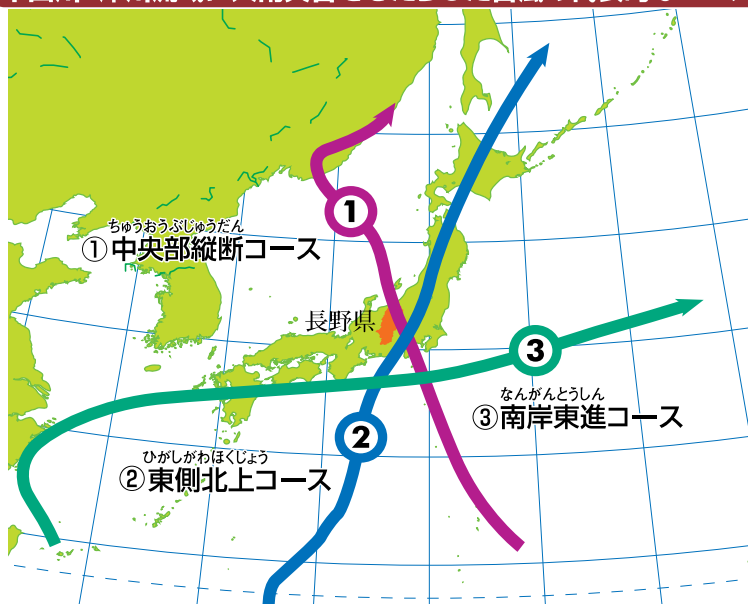 ちゅうおうぶじゅうだん
①中央部縦断コース
1
長野県
3
なんがんとうしん
③南岸東進コース
2
ひがしがわほくじょう
②東側北上コース